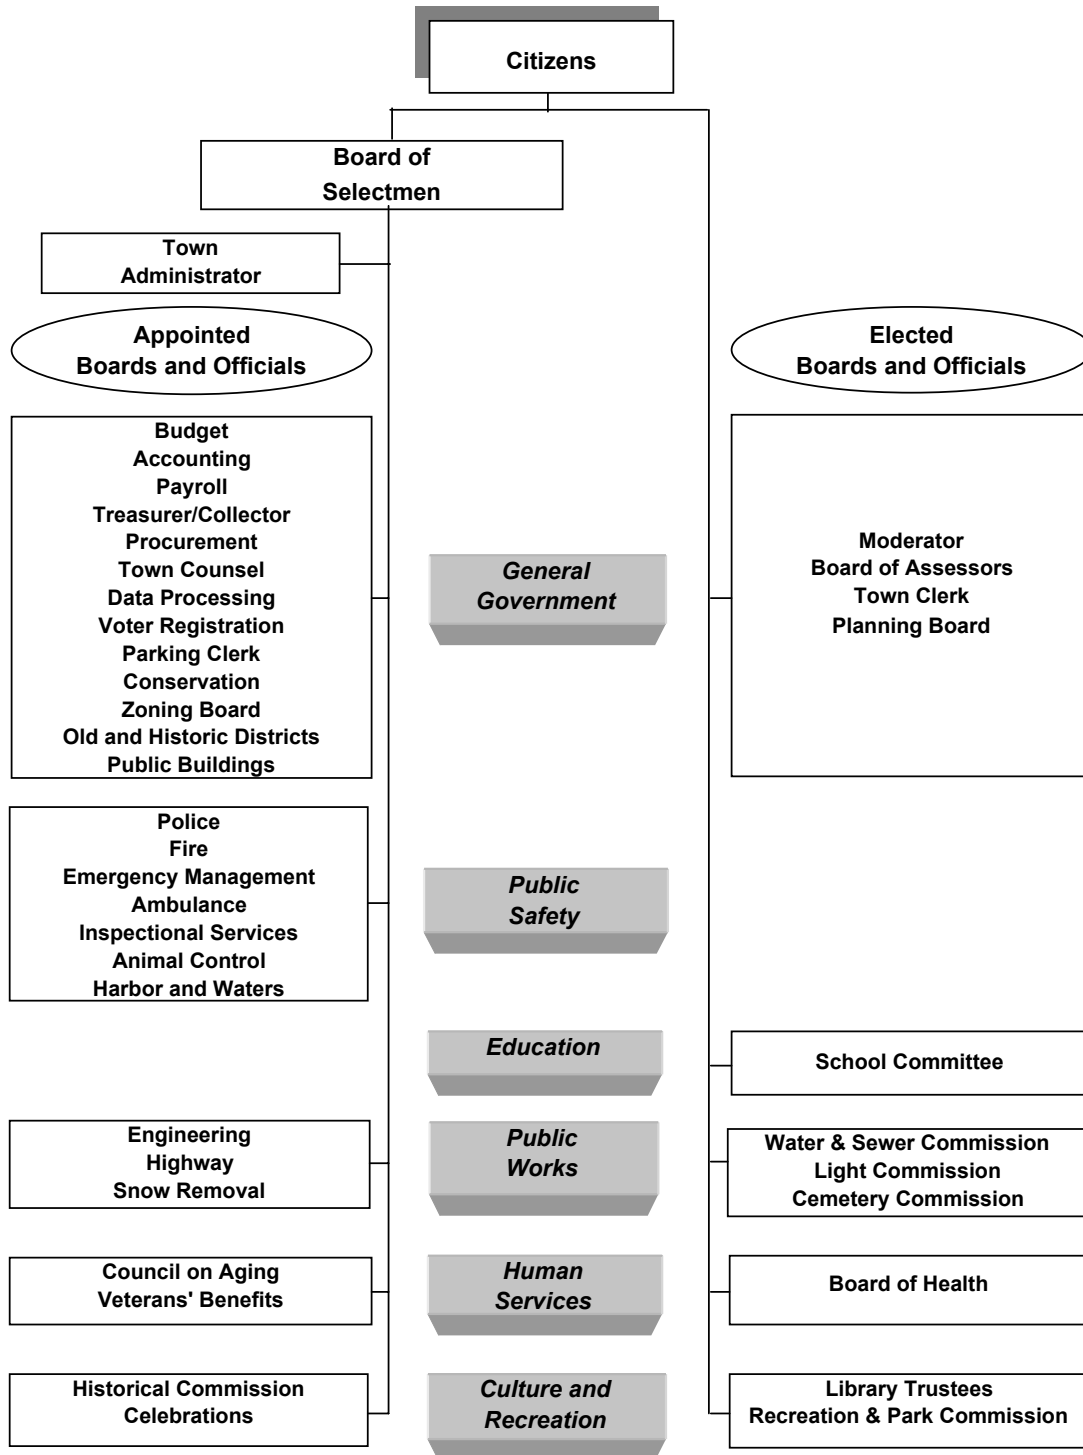 Citizens
Board of
Selectmen
Town
Administrator
Appointed
Boards and Officials
Elected
Boards and Officials
Budget
Accounting
Payroll
Treasurer/Collector
Procurement
Town Counsel
Data Processing
Voter Registration
Parking Clerk
Conservation
Zoning Board
Old and Historic Districts
Public Buildings
General
Government
Moderator
Board of Assessors
Town Clerk
Planning Board
Police
Fire
Emergency Management
Ambulance
Inspectional Services
Animal Control
Harbor and Waters
Public
Safety
Education
School Committee
Engineering
Highway
Snow Removal
Public
Works
Water & Sewer Commission
Light Commission
Cemetery Commission
Council on Aging
Veterans' Benefits
Human
Services
Board of Health
Historical Commission
Celebrations
Culture and
Recreation
Library Trustees
Recreation & Park Commission